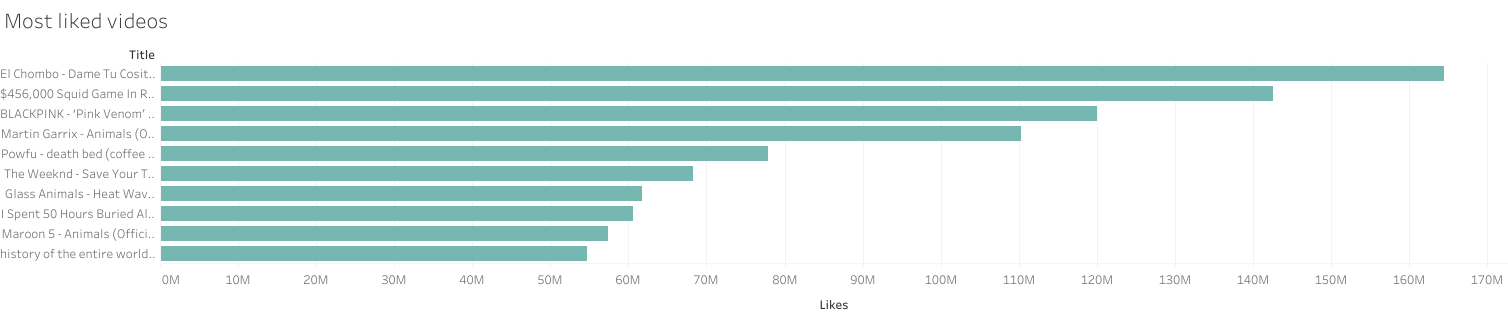 Most liked videos
Title
El Chombo - Dame Tu Cosit..
$456,000 Squid Game In R..
BLACKPINK - ‘Pink Venom’ ..
Martin Garrix - Animals (O..
Powfu - death bed (coffee ..
The Weeknd - Save Your T..
Glass Animals - Heat Wav..
I Spent 50 Hours Buried Al..
Maroon 5 - Animals (Offici..
history of the entire world..
0M 10M 20M 30M 40M 50M 60M 70M 80M 90M 100M 110M 120M 130M 140M 150M 160M 170M
Likes